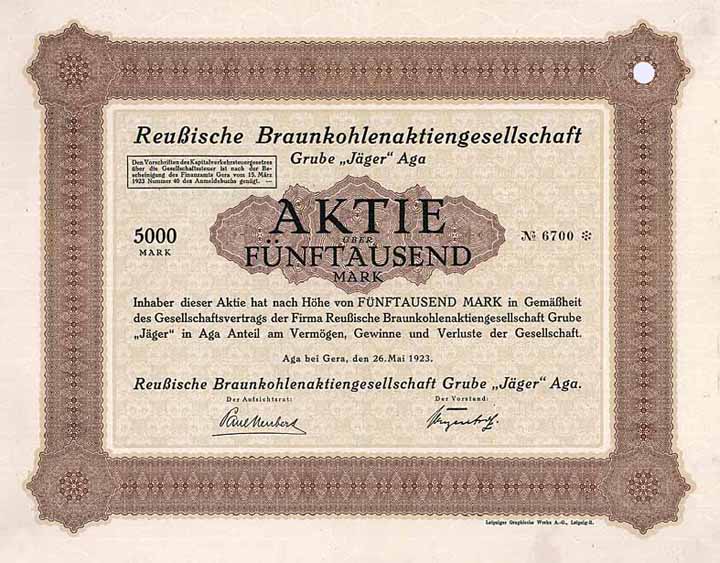 Reußische Braunkohlenaktiengesellschaft
Grube „Jäger“ Aga
Den Vorschriften des Kapitalverkehrsteuergesetzes
über die Gesellschaftssteuer ist nach der Be-
scheinigung des Finanzamts Gera vom 15. März
1923 Nummer 40 des Anmeldebuchs genügt. —
AKTIE
ÜBER
FÜNFTAUSEND
MARK
5000
MARK
№ 6700 ✻
Inhaber dieser Aktie hat nach Höhe von FÜNFTAUSEND MARK in Gemäßheit
des Gesellschaftsvertrags der Firma Reußische Braunkohlenaktiengesellschaft Grube
„Jäger“ in Aga Anteil am Vermögen, Gewinne und Verluste der Gesellschaft.
Aga bei Gera, den 26. Mai 1923.
Reußische Braunkohlenaktiengesellschaft Grube „Jäger“ Aga.
Der Aufsichtsrat:
Der Vorstand:
Paul Neubert
Leipziger Graphische Werke A.-G., Leipzig-R.